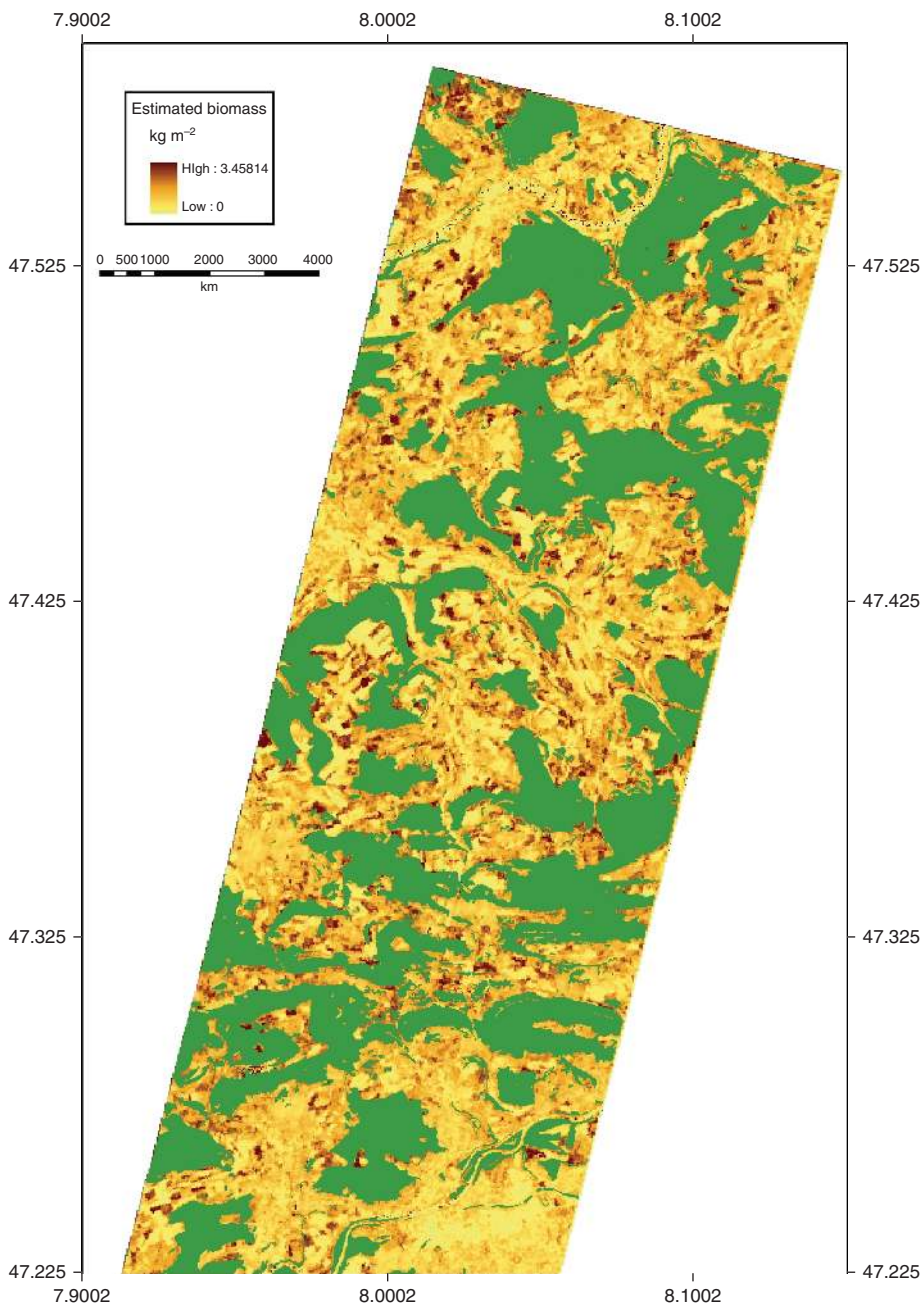 7.9002 8.0002 8.1002
Estimated biomass
kg m⁻²
HIgh : 3.45814
Low : 0
0 500 1000 2000 3000 4000
km
47.525 47.525
47.425 47.425
47.325 47.325
47.225 47.225
7.9002 8.0002 8.1002